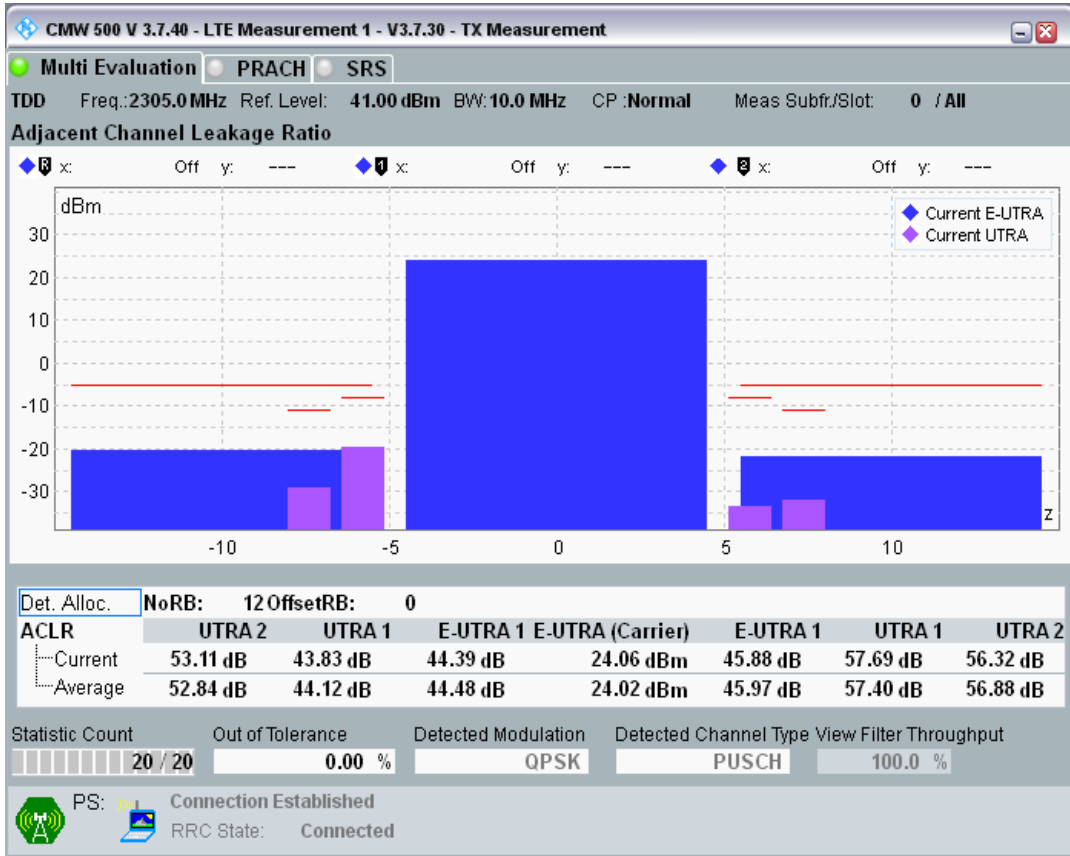 CMW 500 V 3.7.40 - LTE Measurement 1 - V3.7.30 - TX Measurement
Multi Evaluation PRACH SRS
TDD Freq.:2305.0 MHz Ref. Level: 41.00 dBm BW: 10.0 MHz CP :Normal Meas Subfr./Slot: 0 / All
Adjacent Channel Leakage Ratio
R x: Off y: --- 1 x: Off y: --- 2 x: Off y: ---
dBm
Current E-UTRA
Current UTRA
30
20
10
0
-10
-20
-30
z
-10 -5 0 5 10
Det. Alloc. NoRB: 12 OffsetRB: 0
ACLR UTRA 2 UTRA 1 E-UTRA 1 E-UTRA (Carrier) E-UTRA 1 UTRA 1 UTRA 2
Current 53.11 dB 43.83 dB 44.39 dB 24.06 dBm 45.88 dB 57.69 dB 56.32 dB
Average 52.84 dB 44.12 dB 44.48 dB 24.02 dBm 45.97 dB 57.40 dB 56.88 dB
Statistic Count Out of Tolerance Detected Modulation Detected Channel Type View Filter Throughput
20 / 20 0.00 % QPSK PUSCH 100.0 %
PS: Connection Established
RRC State: Connected